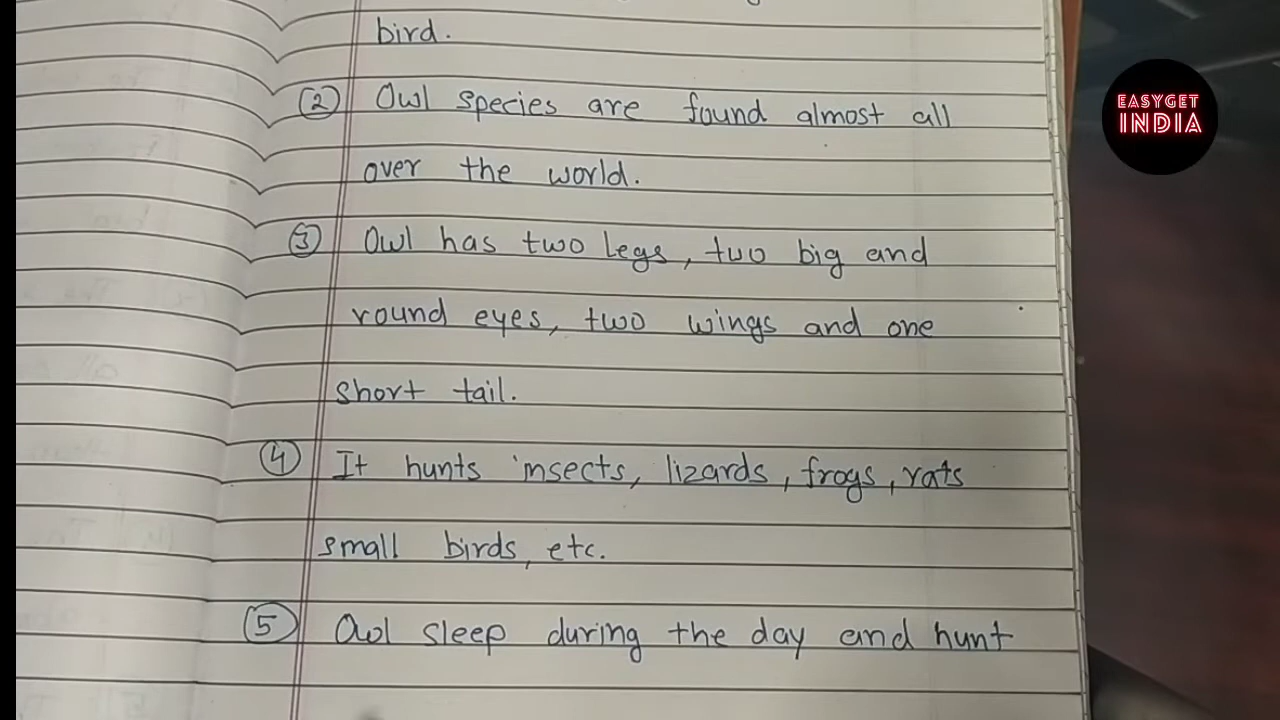 bird.
② Owl species are found almost all
over the world.
③ Owl has two legs, two big and
round eyes, two wings and one
short tail.
④ It hunts insects, lizards, frogs, rats
small birds, etc.
⑤ Owl sleep during the day and hunt
EASYGET
INDIA